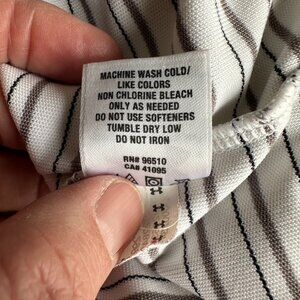 MACHINE WASH COLD/
LIKE COLORS
NON CHLORINE BLEACH
ONLY AS NEEDED
DO NOT USE SOFTENERS
TUMBLE DRY LOW
DO NOT IRON
RN# 96510
CA# 41095